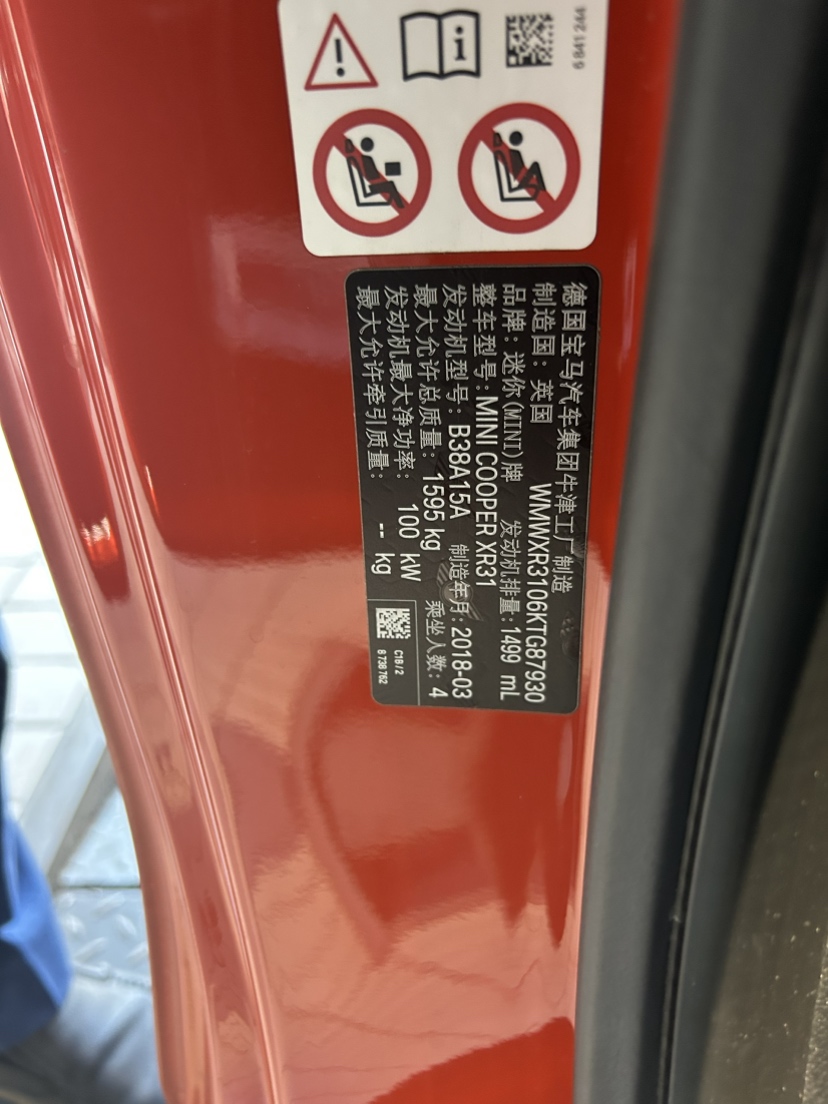 6 841 244
德国宝马汽车集团牛津工厂制造
制造国：英国 WMWXR3106KTG87930
品牌：迷你(MINI)牌 发动机排量：1499 mL
整车型号：MINI COOPER XR31
发动机型号：B38A15A 制造年月：2018-03
最大允许总质量：1595 kg 乘坐人数：4
发动机最大净功率：100 kW
最大允许牵引质量：-- kg
C1B / 2
8 738 762